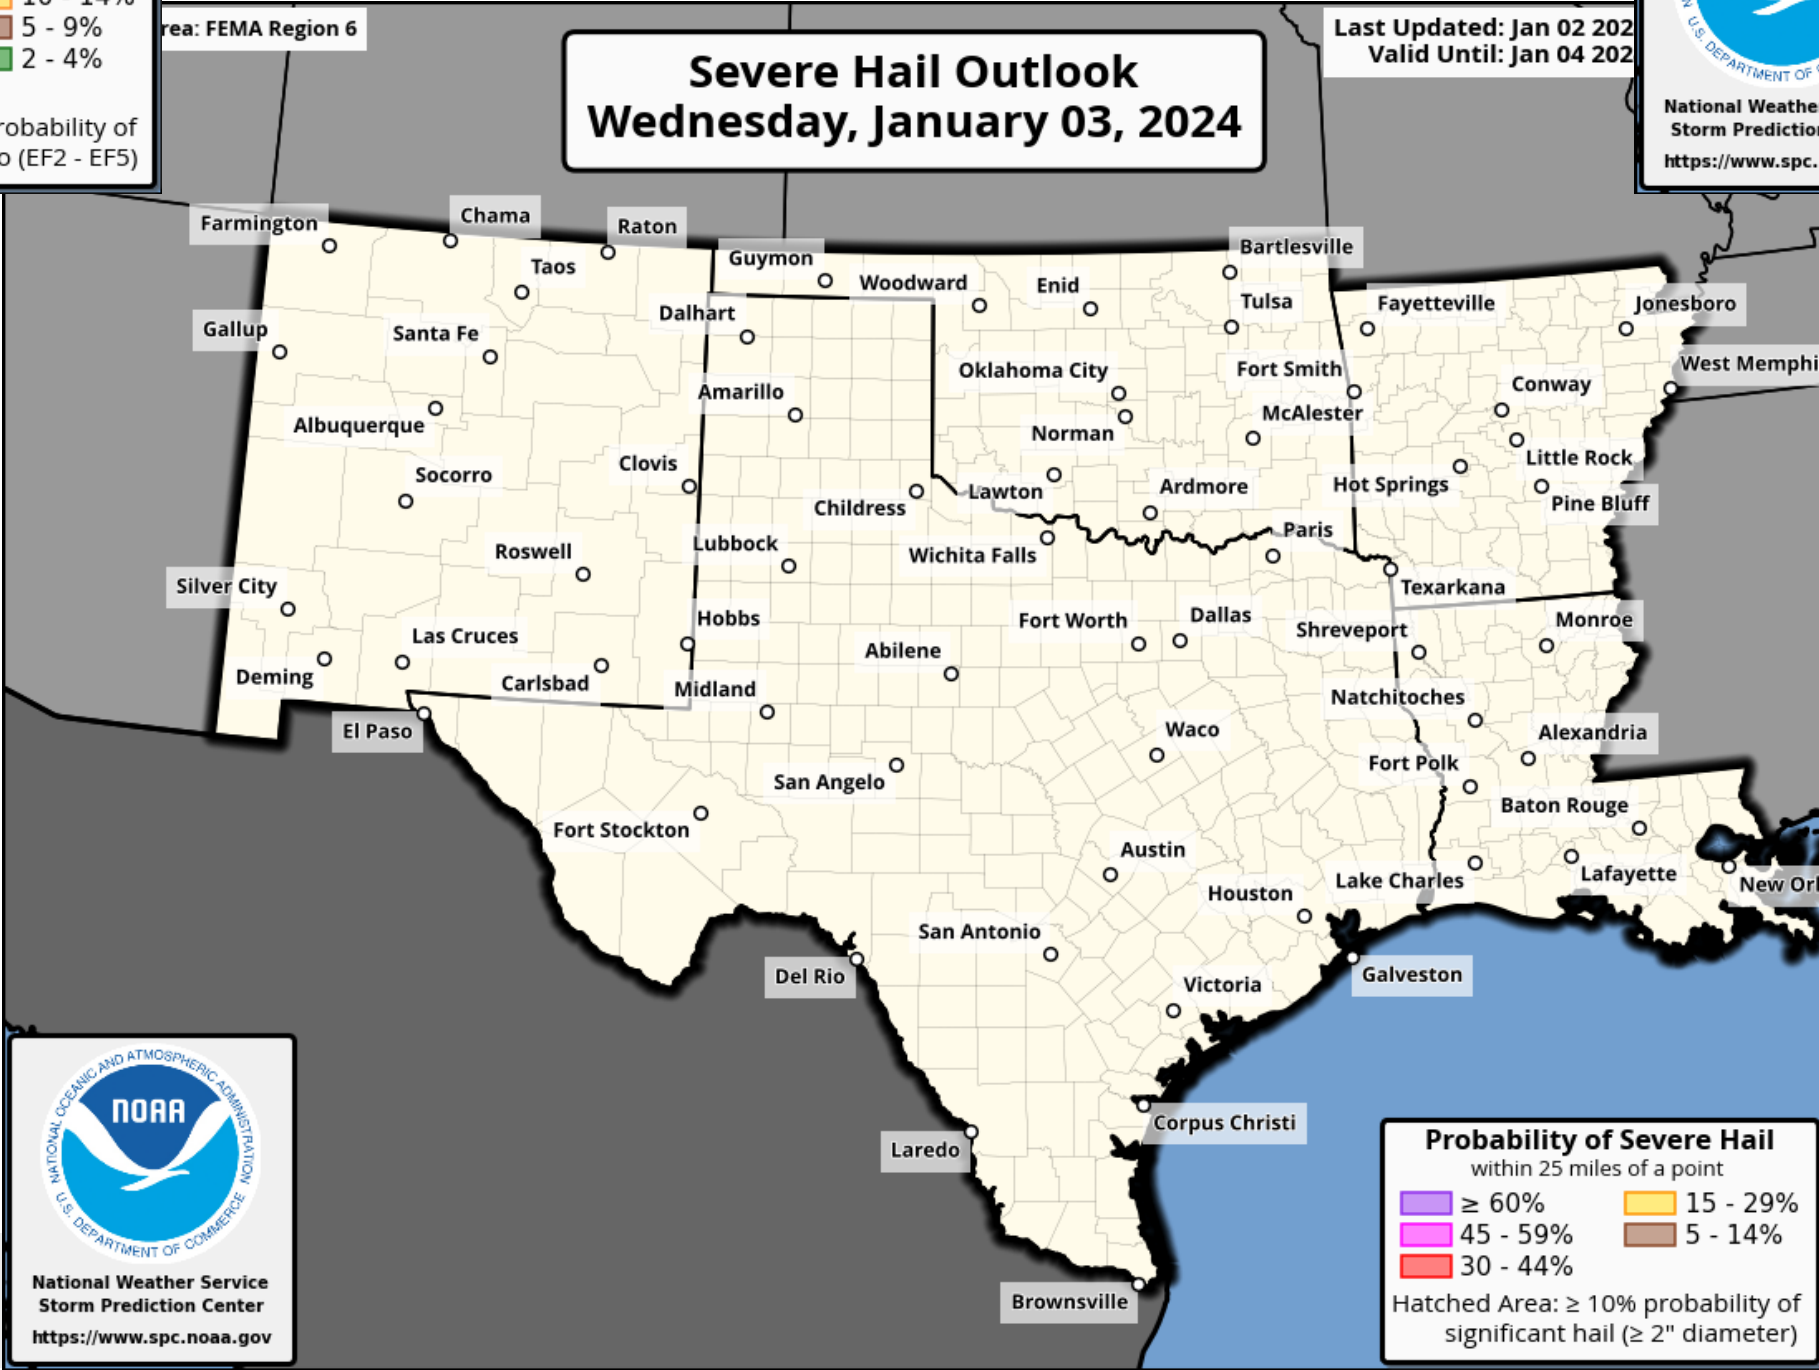 5 - 9%
2 - 4%
robability of
o (EF2 - EF5)
rea: FEMA Region 6
Severe Hail Outlook
Wednesday, January 03, 2024
Last Updated: Jan 02 202
Valid Until: Jan 04 202
U.S. DEPARTMENT OF
National Weathe
Storm Prediction
https://www.spc.
Farmington
Chama
Raton
Taos
Guymon
Woodward
Enid
Bartlesville
Tulsa
Fayetteville
Jonesboro
Gallup
Santa Fe
Dalhart
Amarillo
Oklahoma City
Fort Smith
West Memphi
Conway
Albuquerque
Norman
McAlester
Little Rock
Socorro
Clovis
Childress
Lawton
Ardmore
Hot Springs
Pine Bluff
Roswell
Lubbock
Wichita Falls
Paris
Texarkana
Silver City
Hobbs
Fort Worth
Dallas
Shreveport
Monroe
Las Cruces
Abilene
Deming
Carlsbad
Midland
Natchitoches
El Paso
Waco
Alexandria
San Angelo
Fort Polk
Fort Stockton
Baton Rouge
Austin
Houston
Lake Charles
Lafayette
New Orl
San Antonio
Del Rio
Victoria
Galveston
Corpus Christi
Laredo
Brownsville
NATIONAL OCEANIC AND ATMOSPHERIC ADMINISTRATION
NOAA
U.S. DEPARTMENT OF COMMERCE
National Weather Service
Storm Prediction Center
https://www.spc.noaa.gov
Probability of Severe Hail
within 25 miles of a point
≥ 60%
15 - 29%
45 - 59%
5 - 14%
30 - 44%
Hatched Area: ≥ 10% probability of
significant hail (≥ 2" diameter)